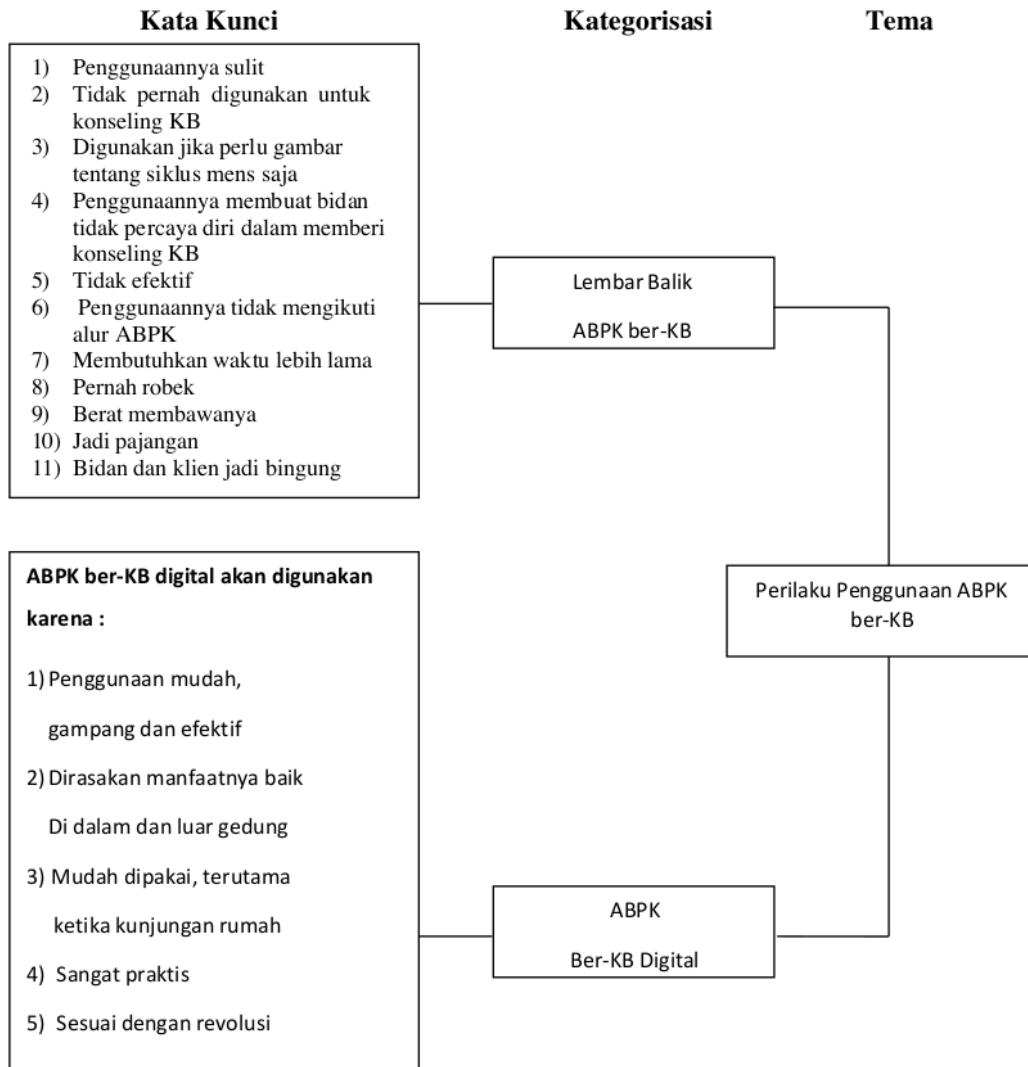 Kata Kunci Kategorisasi Tema
1) Penggunaannya sulit
2) Tidak pernah digunakan untuk
konseling KB
3) Digunakan jika perlu gambar
tentang siklus mens saja
4) Penggunaannya membuat bidan
tidak percaya diri dalam memberi
konseling KB
5) Tidak efektif
6) Penggunaannya tidak mengikuti
alur ABPK
7) Membutuhkan waktu lebih lama
8) Pernah robek
9) Berat membawanya
10) Jadi pajangan
11) Bidan dan klien jadi bingung
Lembar Balik
ABPK ber-KB
ABPK ber-KB digital akan digunakan
karena :
1) Penggunaan mudah,
gampang dan efektif
2) Dirasakan manfaatnya baik
Di dalam dan luar gedung
3) Mudah dipakai, terutama
ketika kunjungan rumah
4) Sangat praktis
5) Sesuai dengan revolusi
ABPK
Ber-KB Digital
Perilaku Penggunaan ABPK
ber-KB